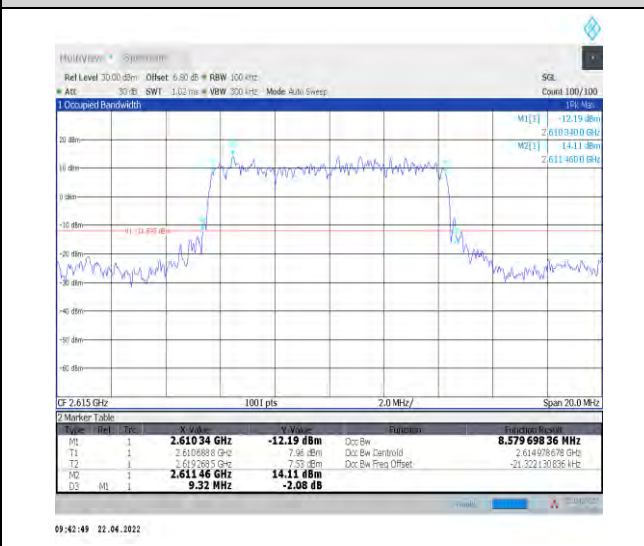 MultiView Spectrum
Ref Level 30.00 dBm Offset 6.80 dB RBW 100 kHz SGL
Att 30 dB SWT 1.02 ms VBW 300 kHz Mode Auto Sweep Count 100/100
1 Occupied Bandwidth 1Pk Max
M1[1] -12.19 dBm
2.610 340 0 GHz
20 dBm M2[1] 14.11 dBm
2.611 460 0 GHz
10 dBm
0 dBm
-10 dBm
-20 dBm
-30 dBm
-40 dBm
-50 dBm
-60 dBm
CF 2.615 GHz 1001 pts 2.0 MHz/ Span 20.0 MHz
2 Marker Table
Type Ref Trc X-Value Y-Value Function Function Result
M1 1 2.610 34 GHz -12.19 dBm Occ Bw 8.579 698 36 MHz
T1 1 2.610 688 8 GHz 7.96 dBm Occ Bw Centroid 2.614 978 678 GHz
T2 1 2.619 268 5 GHz 7.53 dBm Occ Bw Freq Offset -21.322 130 836 kHz
M2 1 2.611 46 GHz 14.11 dBm
D3 M1 1 9.32 MHz -2.08 dB
09:42:49 22.04.2022